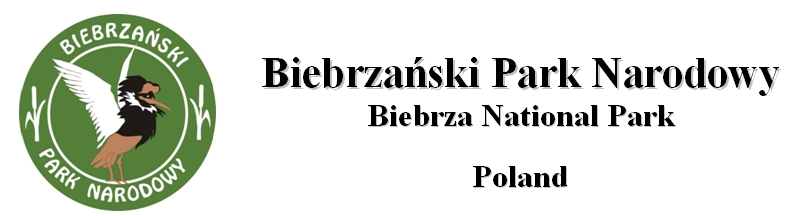 BIEBRZAŃSKI
PARK NARODOWY
Biebrzański Park Narodowy
Biebrza National Park
Poland